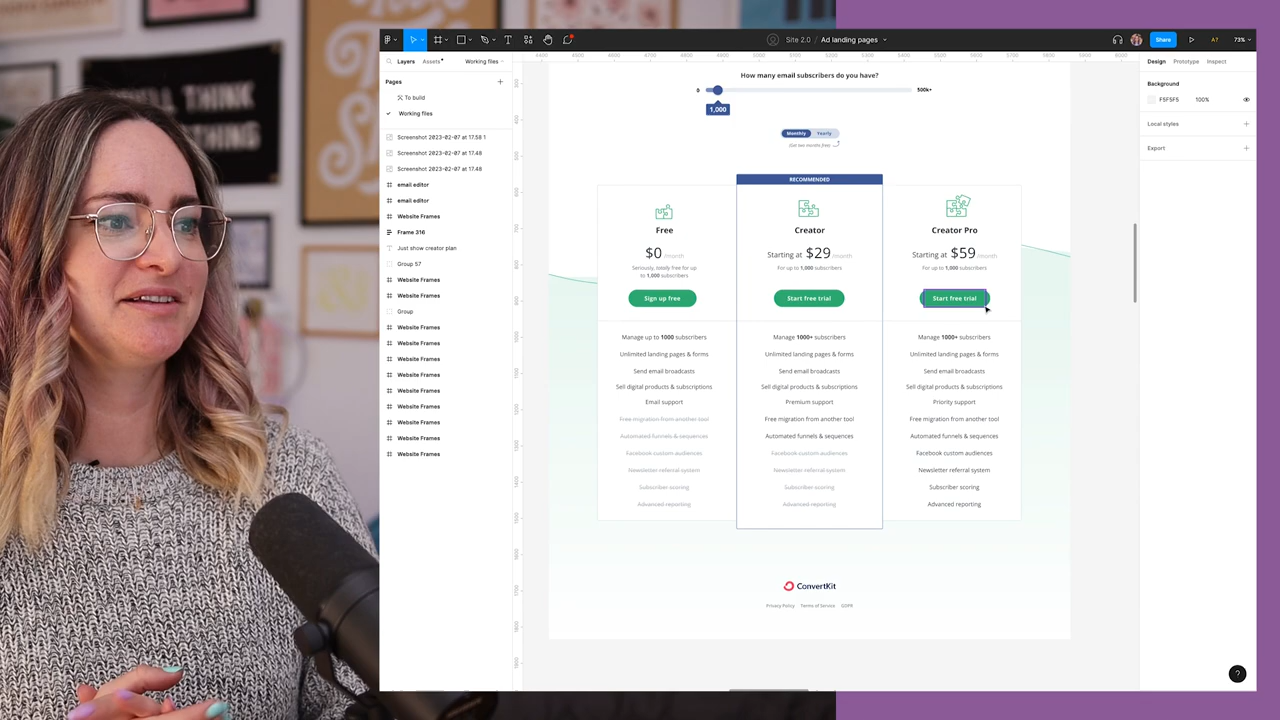 Site 2.0 / Ad landing pages
Share
A?
73%
Layers
Assets
Working files
Design
Prototype
Inspect
Pages
To build
Working files
Screenshot 2023-02-07 at 17.58 1
Screenshot 2023-02-07 at 17.48
Screenshot 2023-02-07 at 17.48
email editor
email editor
Website Frames
Frame 316
Just show creator plan
Group 57
Website Frames
Website Frames
Group
Website Frames
Website Frames
Website Frames
Website Frames
Website Frames
Website Frames
Website Frames
Website Frames
Website Frames
Background
F5F5F5 100%
Local styles
Export
How many email subscribers do you have?
0
500k+
1,000
Monthly
Yearly
(Get two months free)
RECOMMENDED
Free
$0 /month
Seriously, totally free for up
to 1,000 subscribers
Sign up free
Manage up to 1000 subscribers
Unlimited landing pages & forms
Send email broadcasts
Sell digital products & subscriptions
Email support
Free migration from another tool
Automated funnels & sequences
Facebook custom audiences
Newsletter referral system
Subscriber scoring
Advanced reporting
Creator
Starting at $29 /month
For up to 1,000 subscribers
Start free trial
Manage 1000+ subscribers
Unlimited landing pages & forms
Send email broadcasts
Sell digital products & subscriptions
Premium support
Free migration from another tool
Automated funnels & sequences
Facebook custom audiences
Newsletter referral system
Subscriber scoring
Advanced reporting
Creator Pro
Starting at $59 /month
For up to 1,000 subscribers
Start free trial
Manage 1000+ subscribers
Unlimited landing pages & forms
Send email broadcasts
Sell digital products & subscriptions
Priority support
Free migration from another tool
Automated funnels & sequences
Facebook custom audiences
Newsletter referral system
Subscriber scoring
Advanced reporting
ConvertKit
Privacy Policy
Terms of Service
GDPR
?